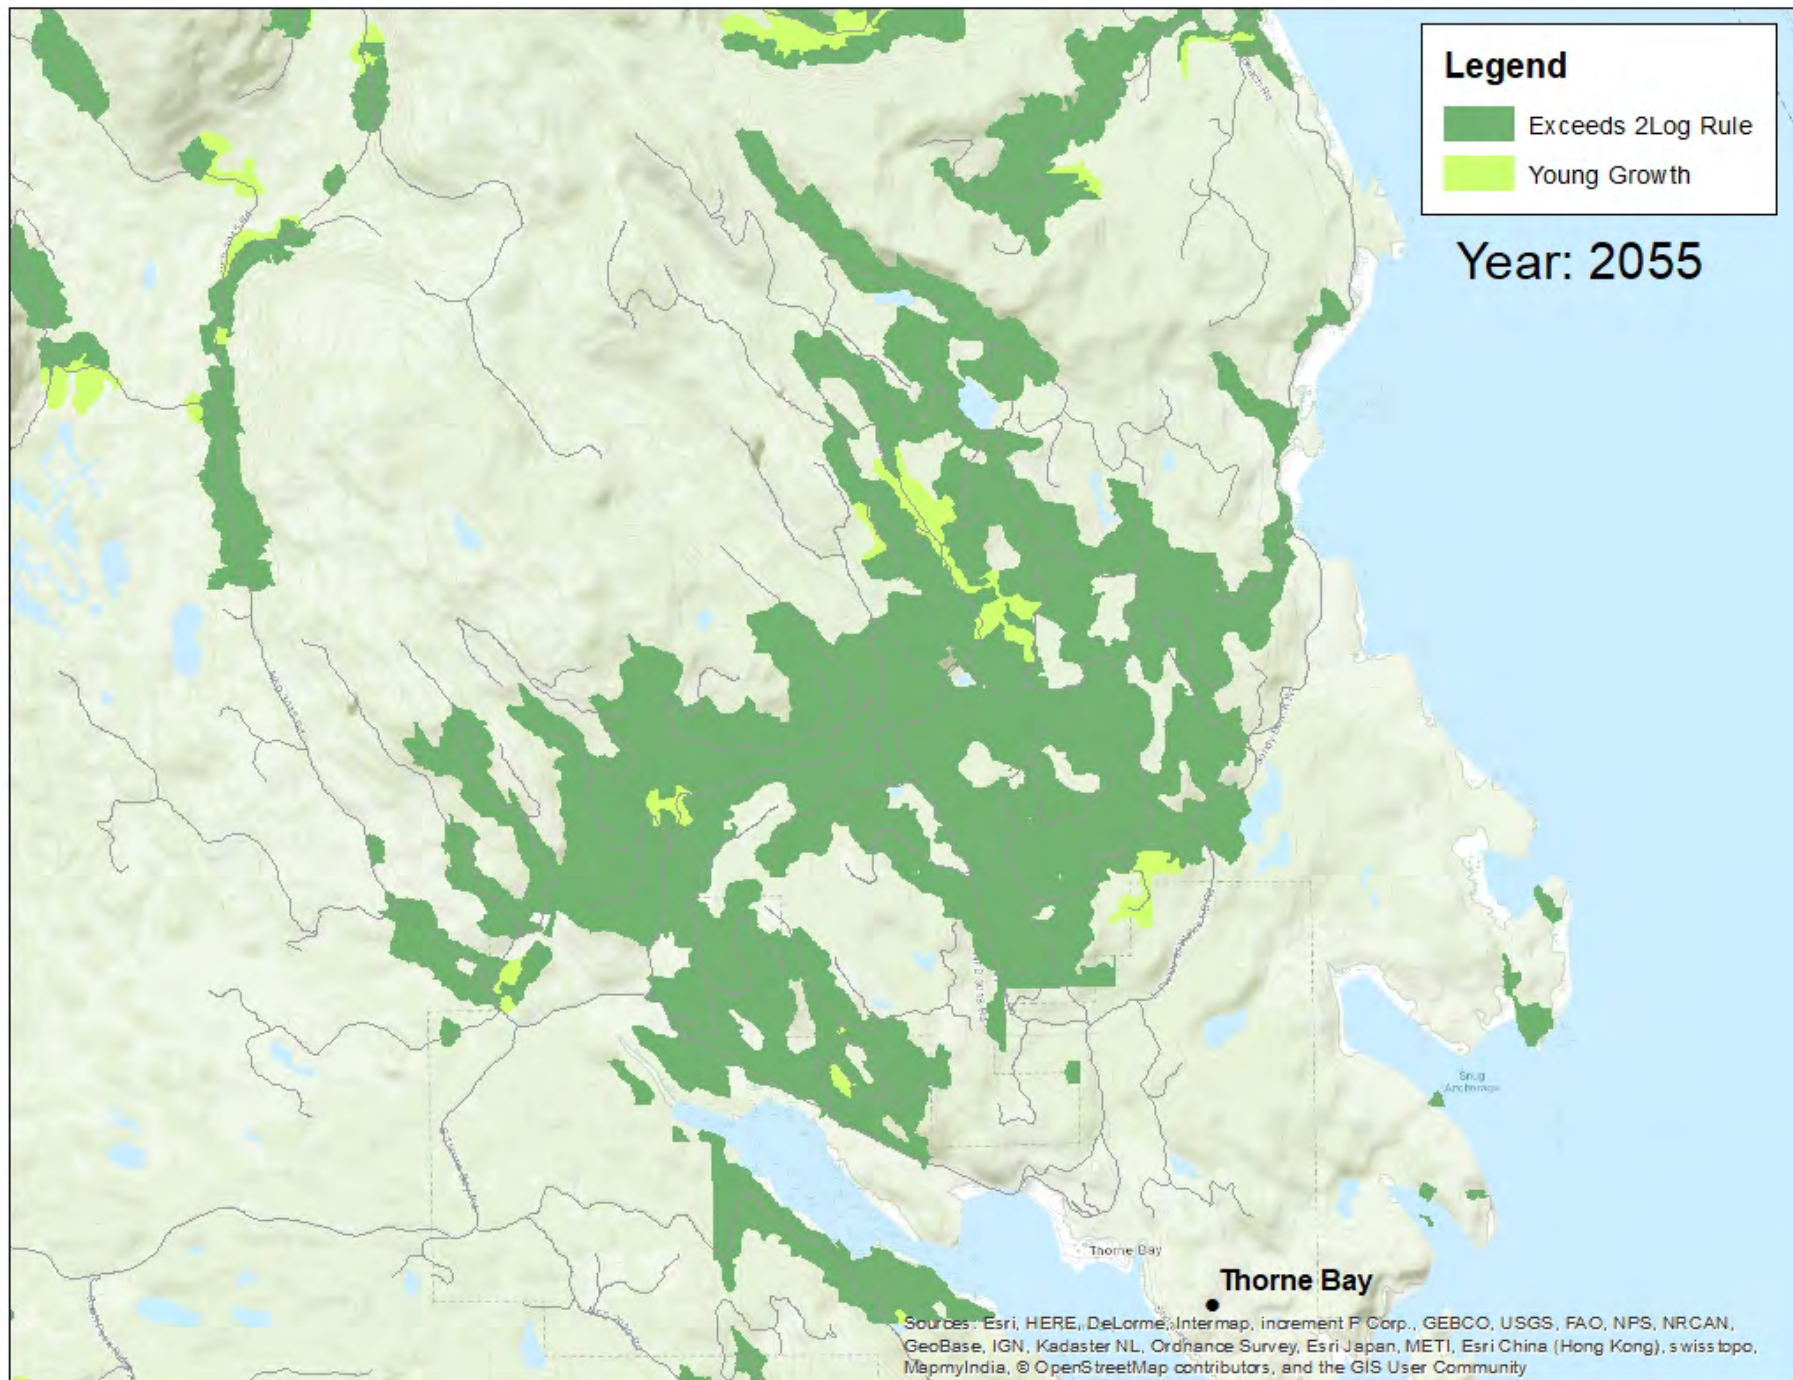 Legend
Exceeds 2Log Rule
Young Growth
Year: 2055
Snug
Anchorage
Thorne Bay
Thorne Bay
Sources: Esri, HERE, DeLorme, Intermap, increment P Corp., GEBCO, USGS, FAO, NPS, NRCAN,
GeoBase, IGN, Kadaster NL, Ordnance Survey, Esri Japan, METI, Esri China (Hong Kong), swisstopo,
MapmyIndia, © OpenStreetMap contributors, and the GIS User Community